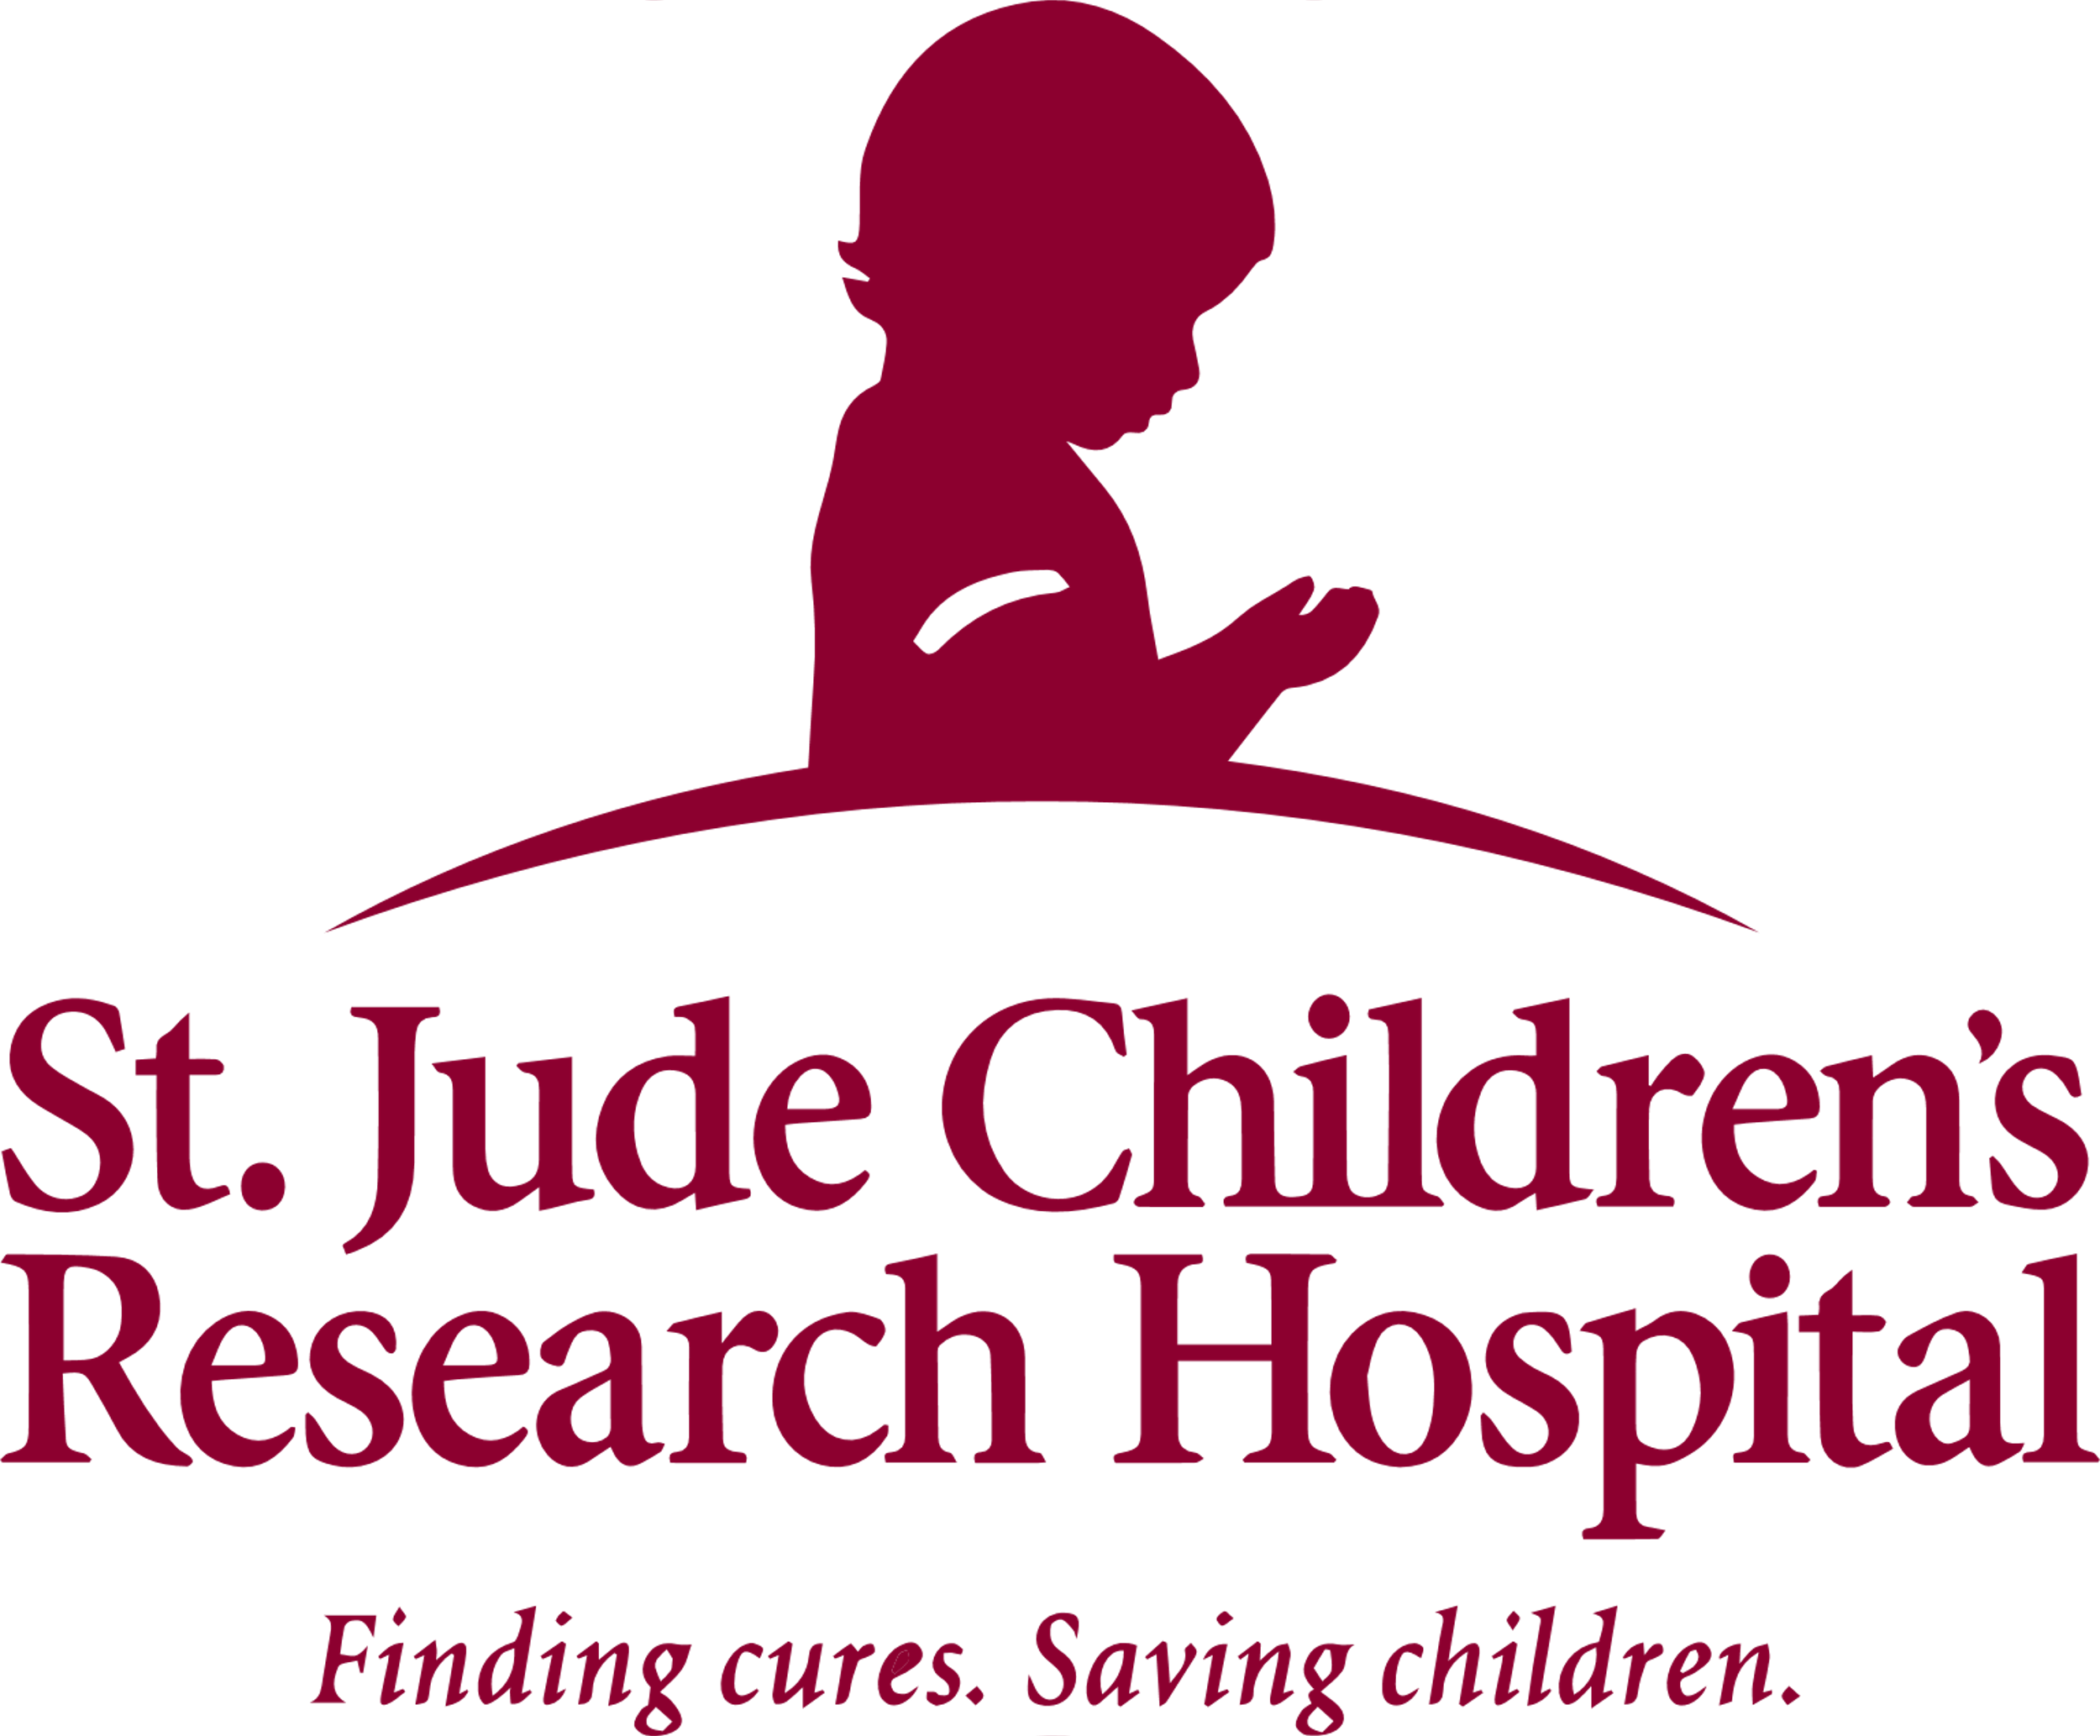 St. Jude Children's
Research Hospital
Finding cures. Saving children.